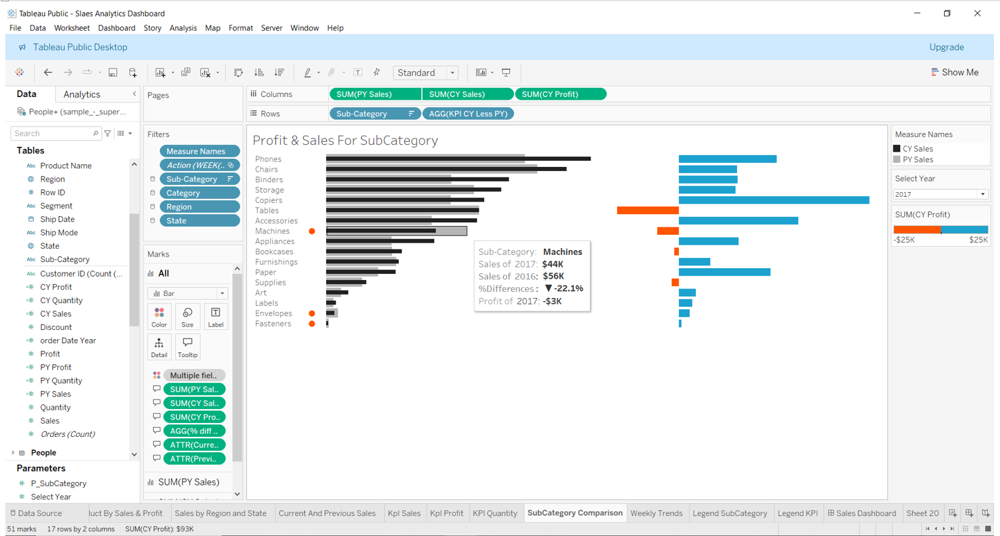 Tableau Public - Slaes Analytics Dashboard
File Data Worksheet Dashboard Story Analysis Map Format Server Window Help
Tableau Public Desktop
Upgrade
Standard
Show Me
Data
Analytics
People+ (sample_-_super...
Search
Tables
Abc Product Name
Region
# Row ID
Abc Segment
Ship Date
Abc Ship Mode
State
Abc Sub-Category
Abc Customer ID (Count (...
=# CY Profit
=# CY Quantity
=# CY Sales
# Discount
=# order Date Year
# Profit
=# PY Profit
=# PY Quantity
=# PY Sales
# Quantity
# Sales
# Orders (Count)
People
Parameters
# P_SubCategory
# Select Year
Pages
Filters
Measure Names
Action (WEEK(..
Sub-Category
Category
Region
State
Marks
All
Bar
Color
Size
Label
Detail
Tooltip
Multiple fiel..
SUM(PY Sal..
SUM(CY Sal..
SUM(CY Pro..
AGG(% diff ..
ATTR(Curre..
ATTR(Previ..
SUM(PY Sales)
Columns
SUM(PY Sales)
SUM(CY Sales)
SUM(CY Profit)
Rows
Sub-Category
AGG(KPI CY Less PY)
Profit & Sales For SubCategory
Phones
Chairs
Binders
Storage
Copiers
Tables
Accessories
Machines
Appliances
Bookcases
Furnishings
Paper
Supplies
Art
Labels
Envelopes
Fasteners
Sub-Category: Machines
Sales of 2017: $44K
Sales of 2016: $56K
%Differences : ▼-22.1%
Profit of 2017: -$3K
Measure Names
CY Sales
PY Sales
Select Year
2017
SUM(CY Profit)
-$25K
$25K
Data Source
uct By Sales & Profit
Sales by Region and State
Current And Previous Sales
Kpl Sales
Kpl Profit
KPI Quantity
SubCategory Comparison
Weekly Trends
Legend SubCategory
Legend KPI
Sales Dashboard
Sheet 20
51 marks
17 rows by 2 columns
SUM(CY Profit): $93K